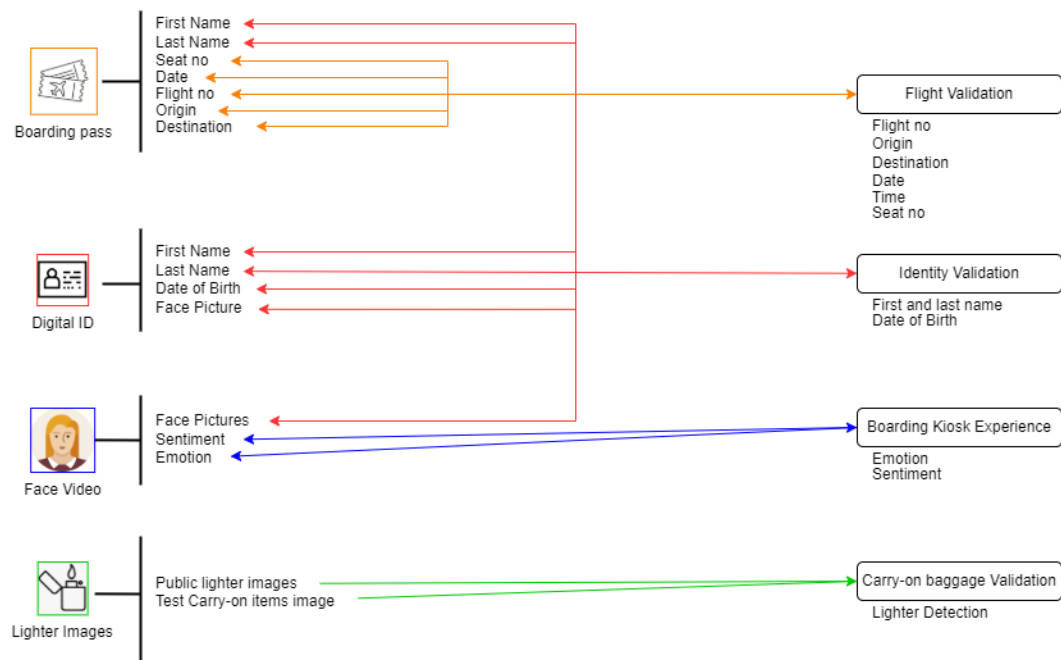 First Name
Last Name
Seat no
Date
Flight no
Origin
Destination
Boarding pass
Flight Validation
Flight no
Origin
Destination
Date
Time
Seat no
First Name
Last Name
Date of Birth
Face Picture
Digital ID
Identity Validation
First and last name
Date of Birth
Face Pictures
Sentiment
Emotion
Face Video
Boarding Kiosk Experience
Emotion
Sentiment
Public lighter images
Test Carry-on items image
Lighter Images
Carry-on baggage Validation
Lighter Detection